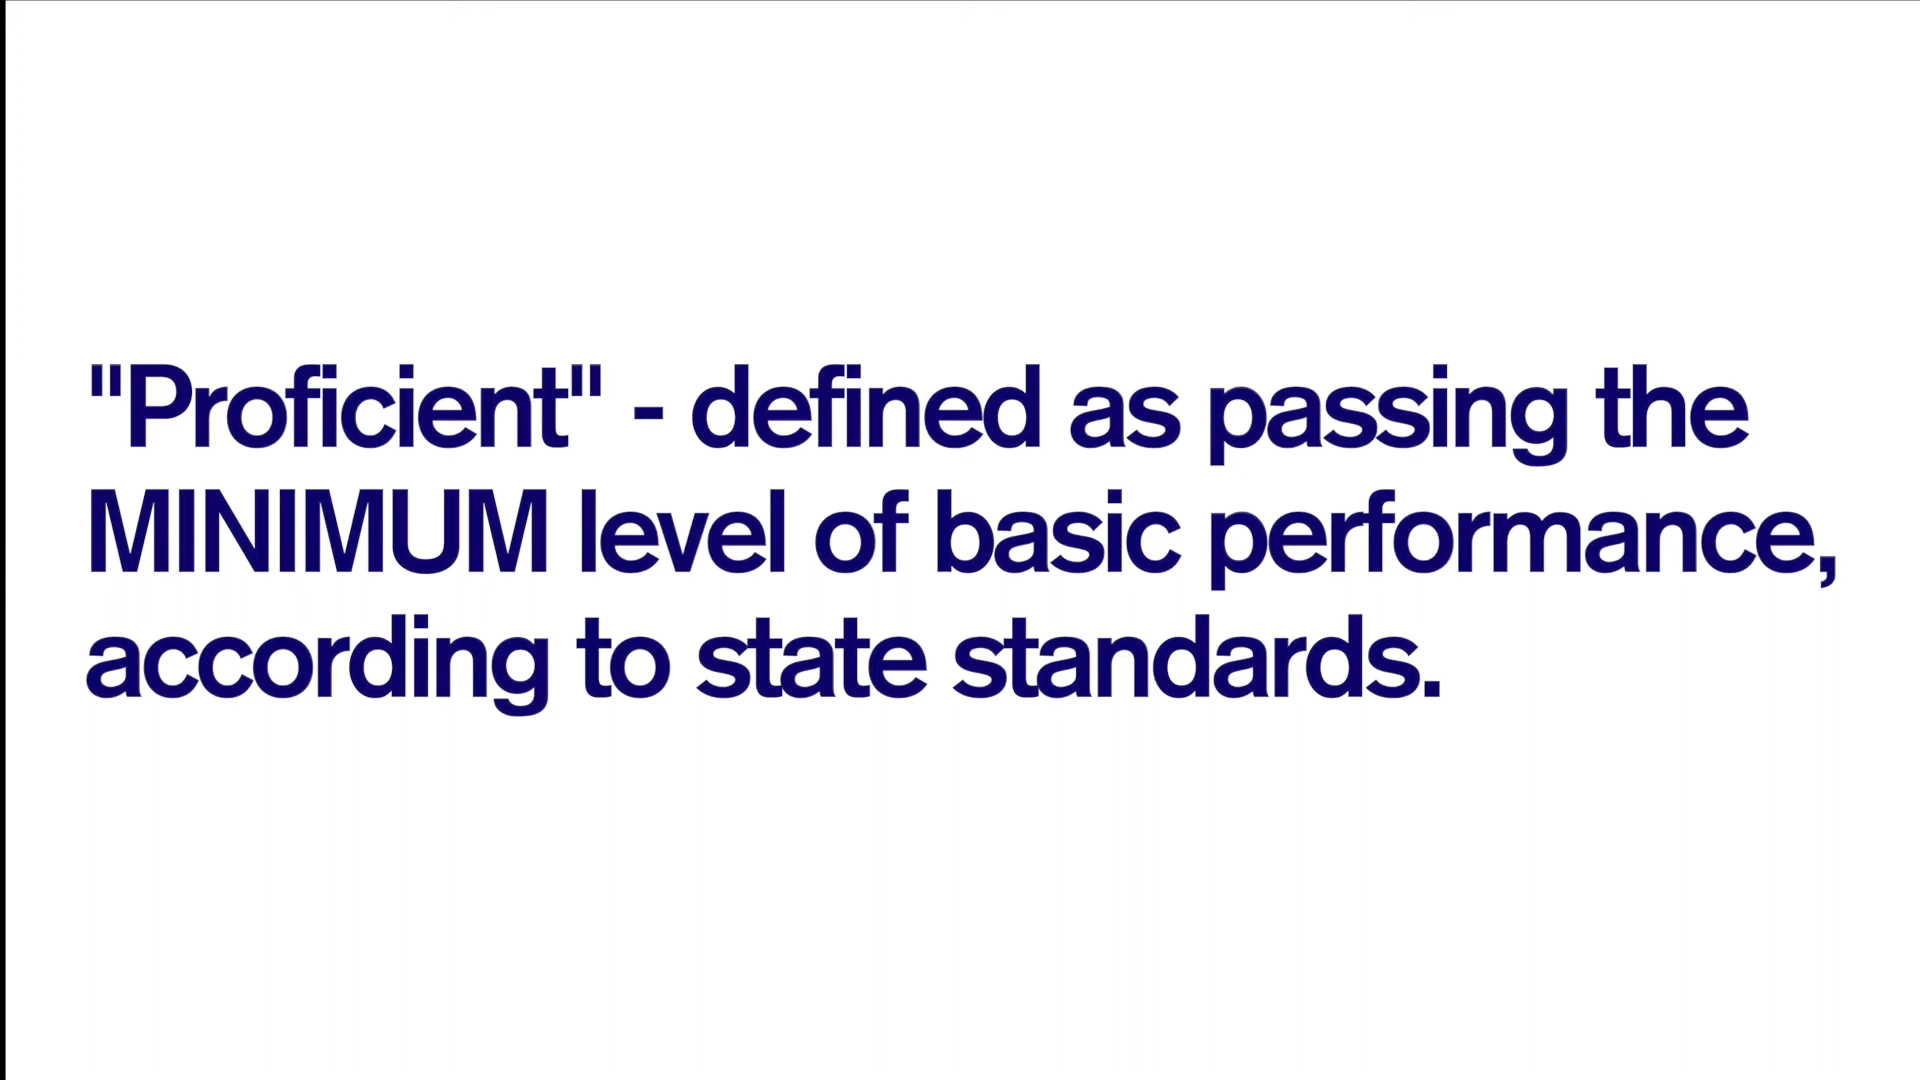 "Proficient" - defined as passing the
MINIMUM level of basic performance,
according to state standards.